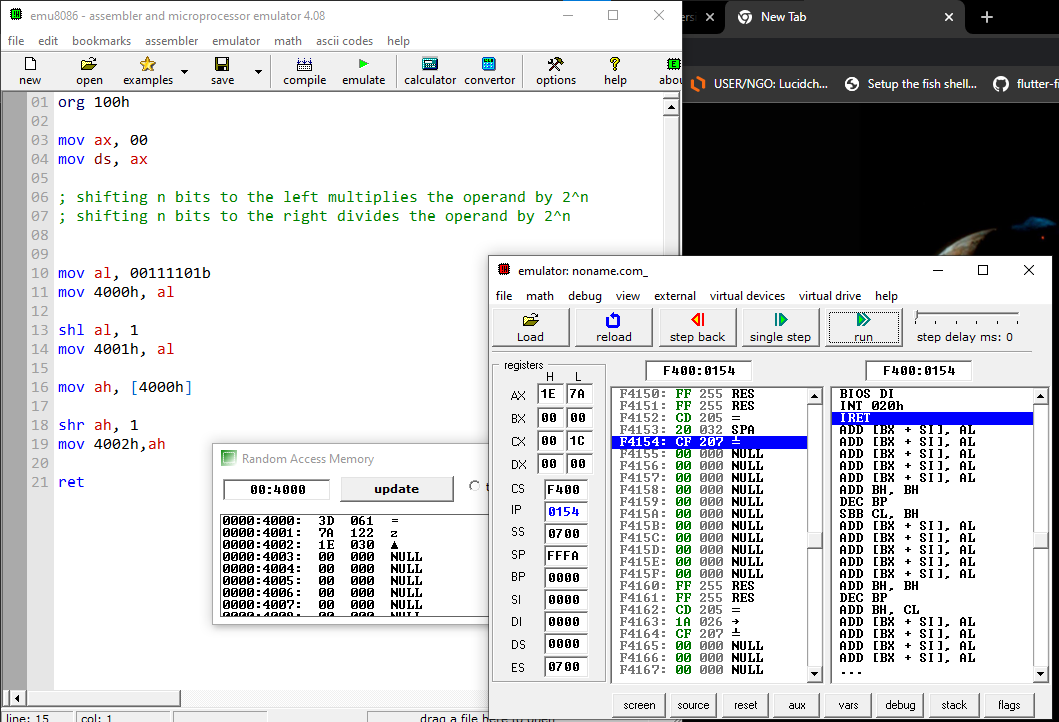 emu8086 - assembler and microprocessor emulator 4.08
New Tab
file edit bookmarks assembler emulator math ascii codes help
new open examples save compile emulate calculator convertor options help
USER/NGO: Lucidch... Setup the fish shell... flutter-fi
01 org 100h
02
03 mov ax, 00
04 mov ds, ax
05
06 ; shifting n bits to the left multiplies the operand by 2^n
07 ; shifting n bits to the right divides the operand by 2^n
08
09
10 mov al, 00111101b
11 mov 4000h, al
12
13 shl al, 1
14 mov 4001h, al
15
16 mov ah, [4000h]
17
18 shr ah, 1
19 mov 4002h,ah
20
21 ret
line: 15 col: 1 drag a file here to open
Random Access Memory
00:4000 update
0000:4000: 3D 061 =
0000:4001: 7A 122 z
0000:4002: 1E 030 ▲
0000:4003: 00 000 NULL
0000:4004: 00 000 NULL
0000:4005: 00 000 NULL
0000:4006: 00 000 NULL
0000:4007: 00 000 NULL
0000:4008: 00 000 NULL
emulator: noname.com_
file math debug view external virtual devices virtual drive help
Load reload step back single step run step delay ms: 0
registers
H L
AX 1E 7A
BX 00 00
CX 00 1C
DX 00 00
CS F400
IP 0154
SS 0700
SP FFFA
BP 0000
SI 0000
DI 0000
DS 0000
ES 0700
F400:0154
F4150: FF 255 RES
F4151: FF 255 RES
F4152: CD 205 =
F4153: 20 032 SPA
F4154: CF 207 ╧
F4155: 00 000 NULL
F4156: 00 000 NULL
F4157: 00 000 NULL
F4158: 00 000 NULL
F4159: 00 000 NULL
F415A: 00 000 NULL
F415B: 00 000 NULL
F415C: 00 000 NULL
F415D: 00 000 NULL
F415E: 00 000 NULL
F415F: 00 000 NULL
F4160: FF 255 RES
F4161: FF 255 RES
F4162: CD 205 =
F4163: 1A 026 →
F4164: CF 207 ╧
F4165: 00 000 NULL
F4166: 00 000 NULL
F4167: 00 000 NULL
F400:0154
BIOS DI
INT 020h
IRET
ADD [BX + SI], AL
ADD [BX + SI], AL
ADD [BX + SI], AL
ADD [BX + SI], AL
ADD [BX + SI], AL
ADD BH, BH
DEC BP
SBB CL, BH
ADD [BX + SI], AL
ADD [BX + SI], AL
ADD [BX + SI], AL
ADD [BX + SI], AL
ADD [BX + SI], AL
ADD BH, BH
DEC BP
ADD BH, CL
ADD [BX + SI], AL
ADD [BX + SI], AL
ADD [BX + SI], AL
ADD [BX + SI], AL
...
screen source reset aux vars debug stack flags